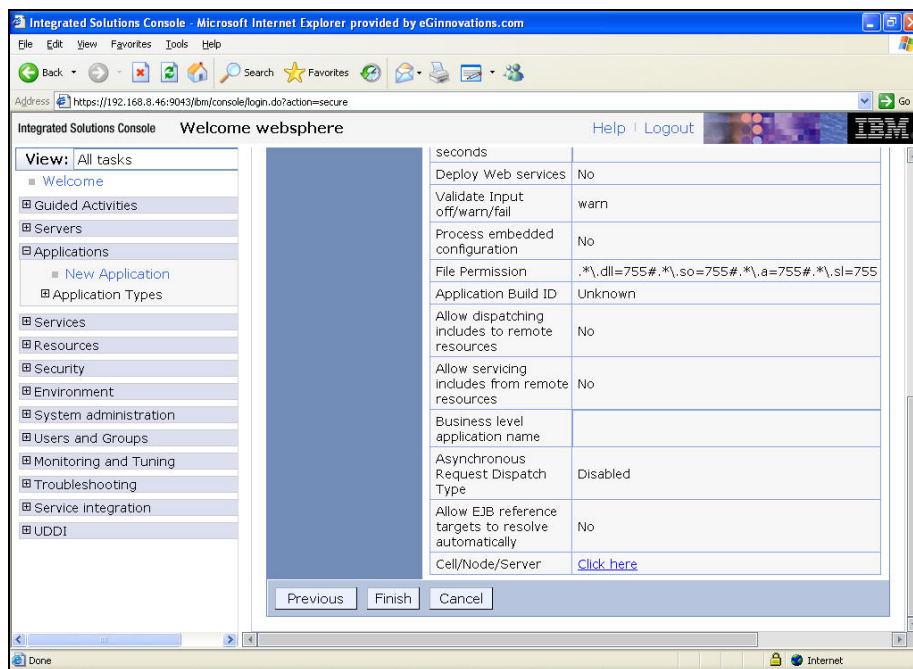 Integrated Solutions Console - Microsoft Internet Explorer provided by eGinnovations.com
File Edit View Favorites Tools Help
Back Search Favorites
Address https://192.168.8.46:9043/ibm/console/login.do?action=secure Go
Integrated Solutions Console Welcome websphere Help Logout IBM
View: All tasks
Welcome
Guided Activities
Servers
Applications
New Application
Application Types
Services
Resources
Security
Environment
System administration
Users and Groups
Monitoring and Tuning
Troubleshooting
Service integration
UDDI
seconds
Deploy Web services No
Validate Input
off/warn/fail
warn
Process embedded
configuration
No
File Permission .*\.dll=755#.*\.so=755#.*\.a=755#.*\.sl=755
Application Build ID Unknown
Allow dispatching
includes to remote
resources
No
Allow servicing
includes from remote
resources
No
Business level
application name
Asynchronous
Request Dispatch
Type
Disabled
Allow EJB reference
targets to resolve
automatically
No
Cell/Node/Server Click here
Previous Finish Cancel
Done Internet